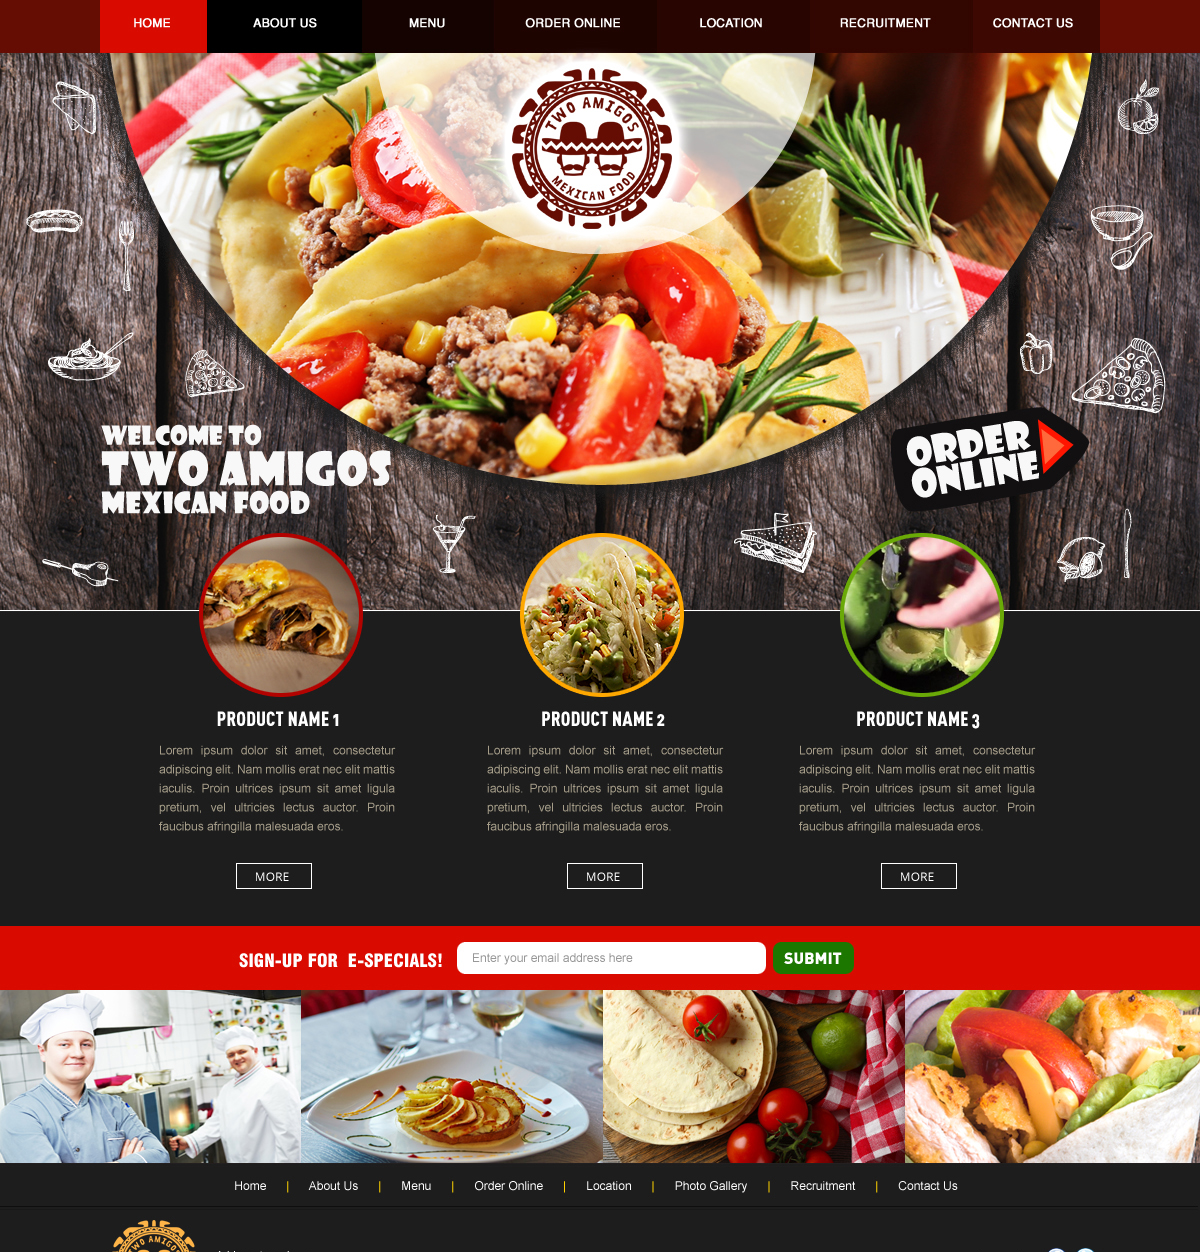 HOME
ABOUT US
MENU
ORDER ONLINE
LOCATION
RECRUITMENT
CONTACT US
TWO AMIGOS
MEXICAN FOOD
WELCOME TO
TWO AMIGOS
MEXICAN FOOD
ORDER
ONLINE
PRODUCT NAME 1
Lorem ipsum dolor sit amet, consectetur
adipiscing elit. Nam mollis erat nec elit mattis
iaculis. Proin ultrices ipsum sit amet ligula
pretium, vel ultricies lectus auctor. Proin
faucibus afringilla malesuada eros.
MORE
PRODUCT NAME 2
Lorem ipsum dolor sit amet, consectetur
adipiscing elit. Nam mollis erat nec elit mattis
iaculis. Proin ultrices ipsum sit amet ligula
pretium, vel ultricies lectus auctor. Proin
faucibus afringilla malesuada eros.
MORE
PRODUCT NAME 3
Lorem ipsum dolor sit amet, consectetur
adipiscing elit. Nam mollis erat nec elit mattis
iaculis. Proin ultrices ipsum sit amet ligula
pretium, vel ultricies lectus auctor. Proin
faucibus afringilla malesuada eros.
MORE
SIGN-UP FOR E-SPECIALS!
Enter your email address here
SUBMIT
Home | About Us | Menu | Order Online | Location | Photo Gallery | Recruitment | Contact Us
TWO AMIGOS